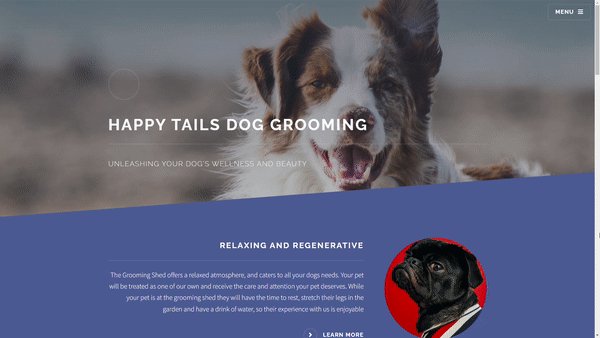 MENU
HAPPY TAILS DOG GROOMING
UNLEASHING YOUR DOG'S WELLNESS AND BEAUTY
RELAXING AND REGENERATIVE
The Grooming Shed offers a relaxed atmosphere, and caters to all your dogs needs. Your pet
will be treated as one of our own and receive the care and attention your pet deserves. While
your pet is at the grooming shed they will have the time to rest, stretch their legs in the
garden and have a drink of water, so their experience with us is enjoyable
LEARN MORE